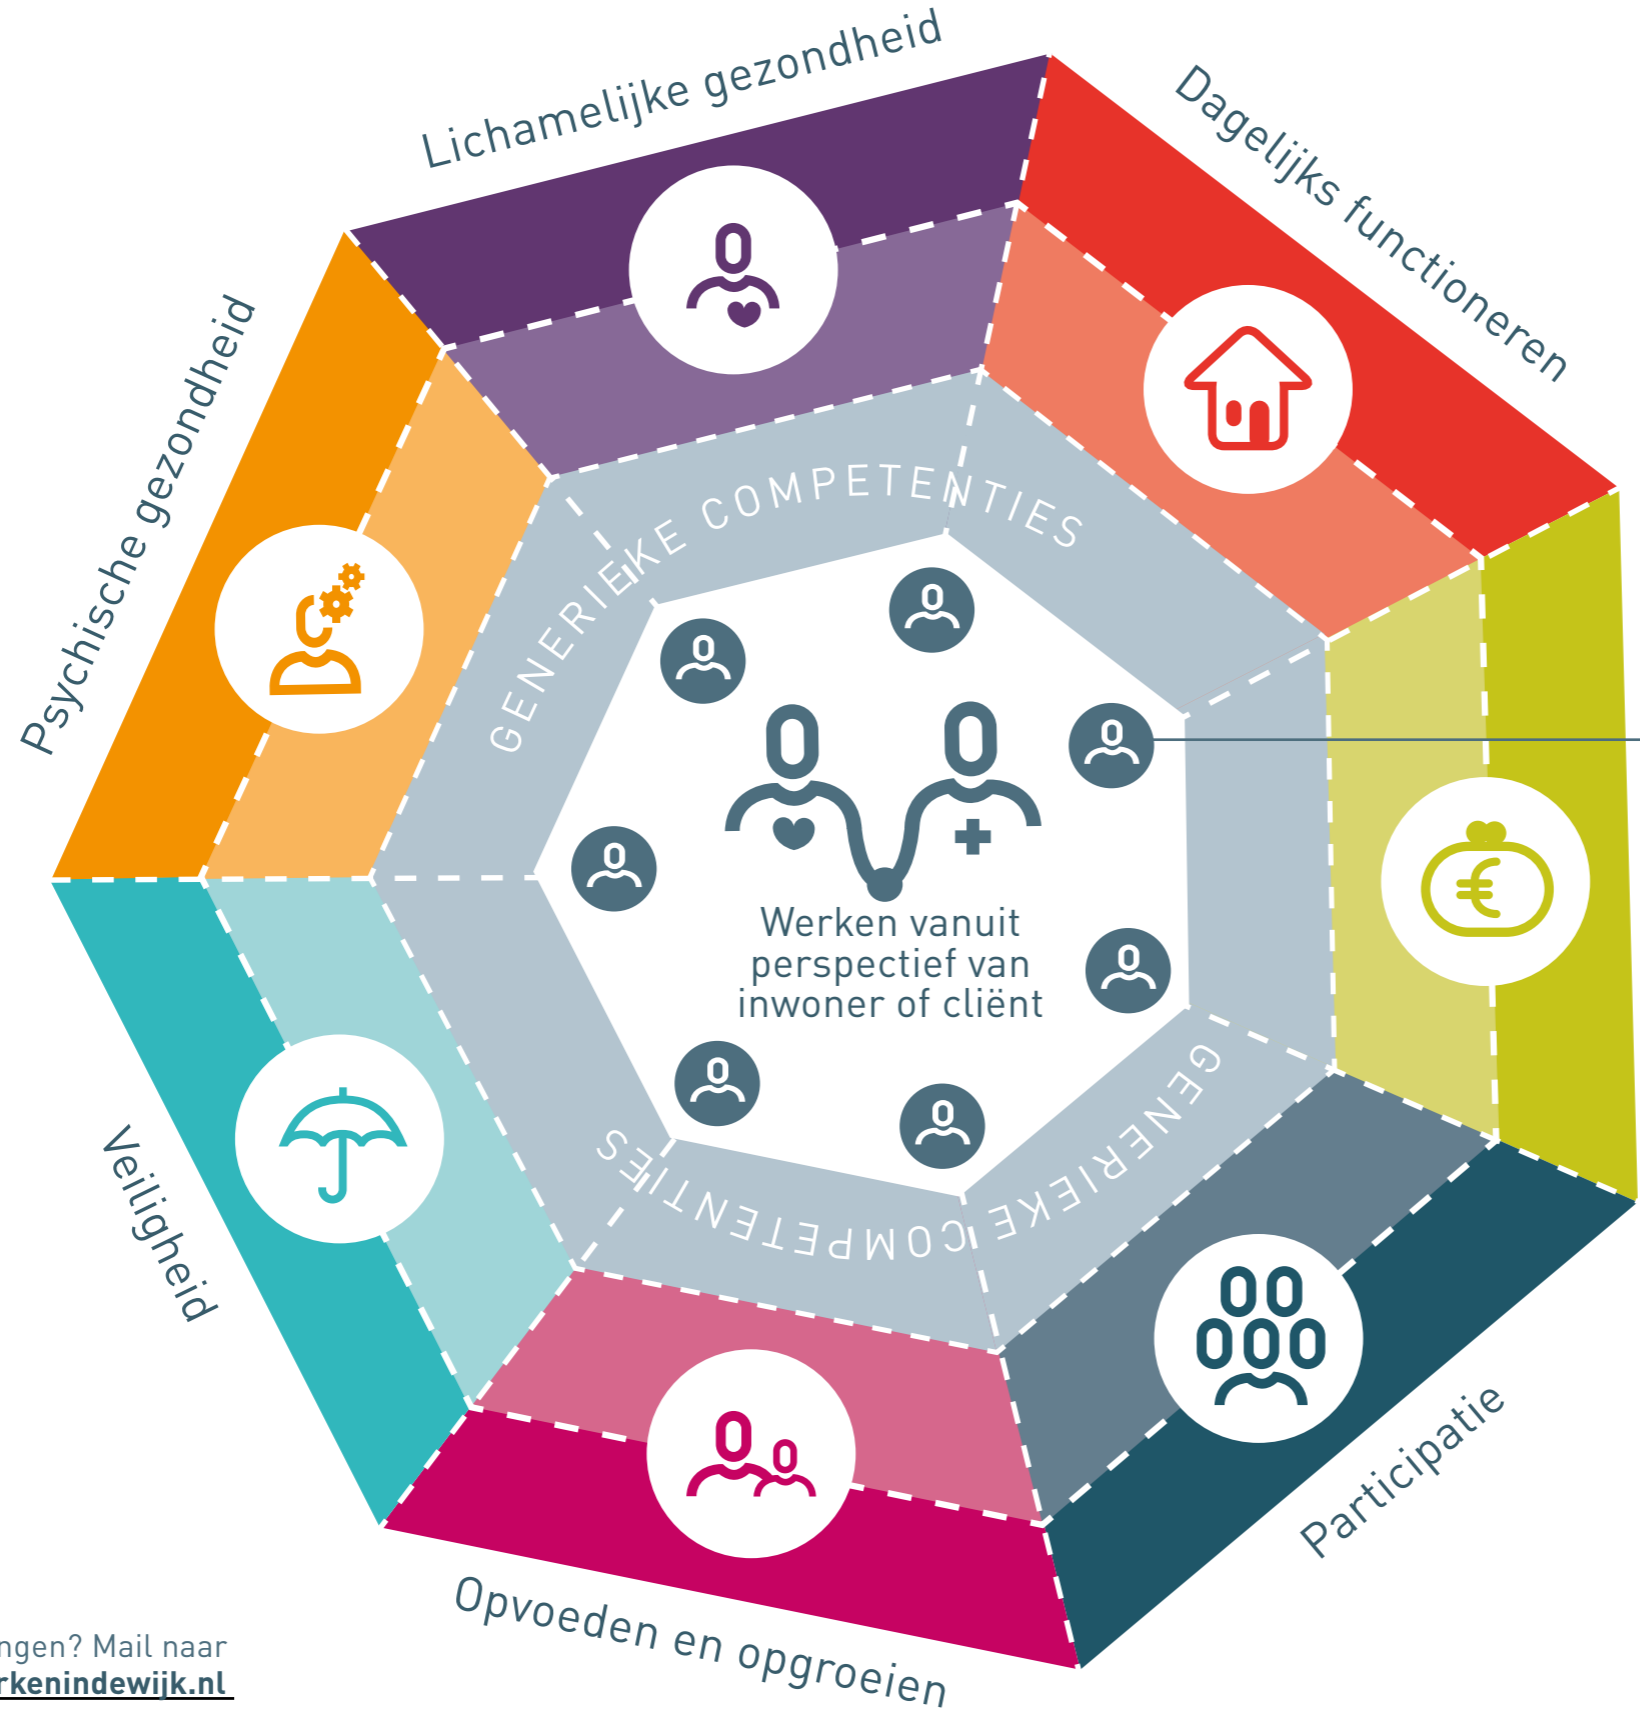 Lichamelijke gezondheid
Dagelijks functioneren
Psychische gezondheid
GENERIEKE COMPETENTIES
€
Werken vanuit
perspectief van
inwoner of cliënt
GENERIEKE COMPETENTIES
Veiligheid
Participatie
Opvoeden en opgroeien
ngen? Mail naar
rkenindewijk.nl